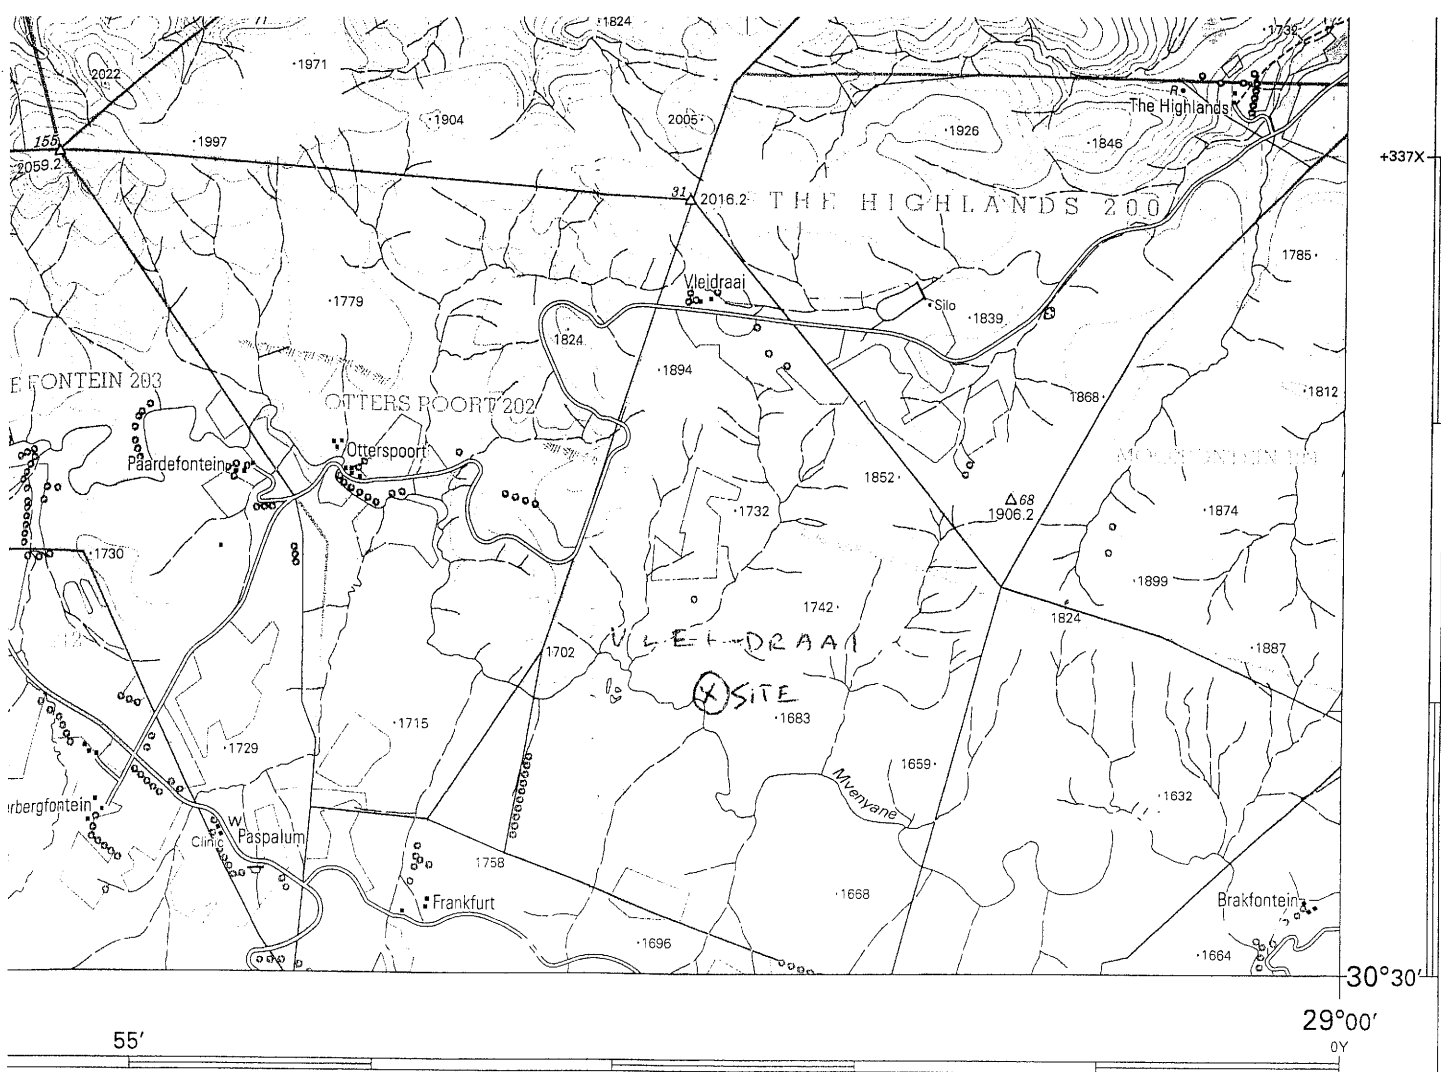 1824
1732
1971
2022
R
The Highlands
1904
2005
1926
1846
1997
155
2059.2
+337X
31
2016.2
THE HIGHLANDS 200
1785
Vleidraai
1779
Silo
1839
1824
1894
E FONTEIN 203
OTTERS POORT 202
1868
1812
Otterspoort
Paardefontein
1852
68
1906.2
1732
1874
1730
1899
1742
1824
VLEI-DRAAI
1702
1887
X SITE
1683
1715
1729
1659
Mvenyane
1632
erbergfontein
W
Clinic
Paspalum
1758
1668
Frankfurt
Brakfontein
1696
1664
30°30'
29°00'
55'
0Y